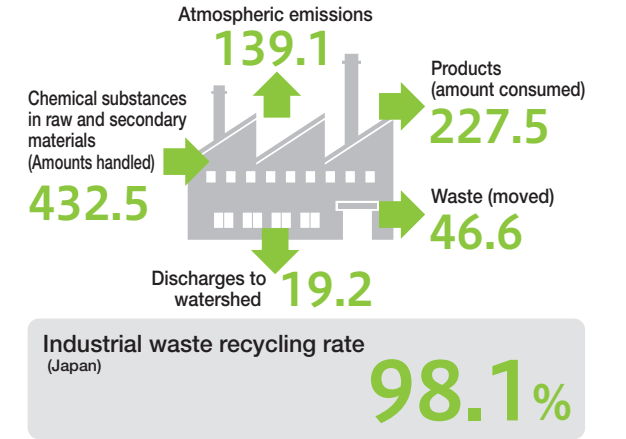 Atmospheric emissions
139.1
Chemical substances
in raw and secondary
materials
(Amounts handled)
432.5
Products
(amount consumed)
227.5
Waste (moved)
46.6
Discharges to
watershed
19.2
Industrial waste recycling rate
(Japan)
98.1%